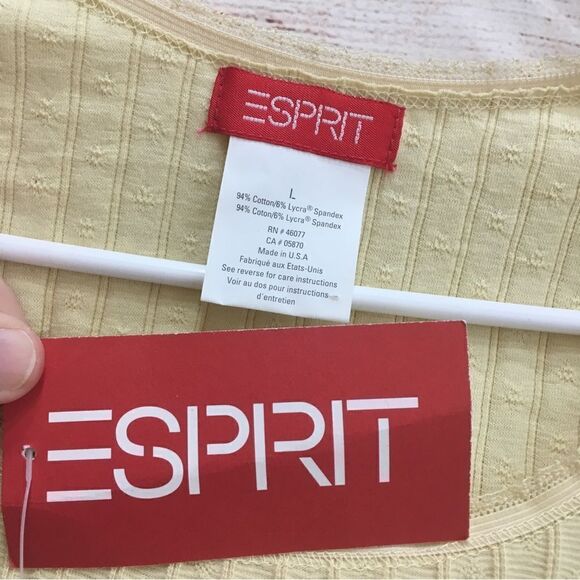 ESPRIT
L
94% Cotton/6% Lycra® Spandex
94% Coton/6% Lycra® Spandex
RN # 46077
CA # 05870
Made in U.S.A
Fabriqué aux Etats-Unis
See reverse for care instructions
Voir au dos pour instructions
d'entretien
ESPRIT